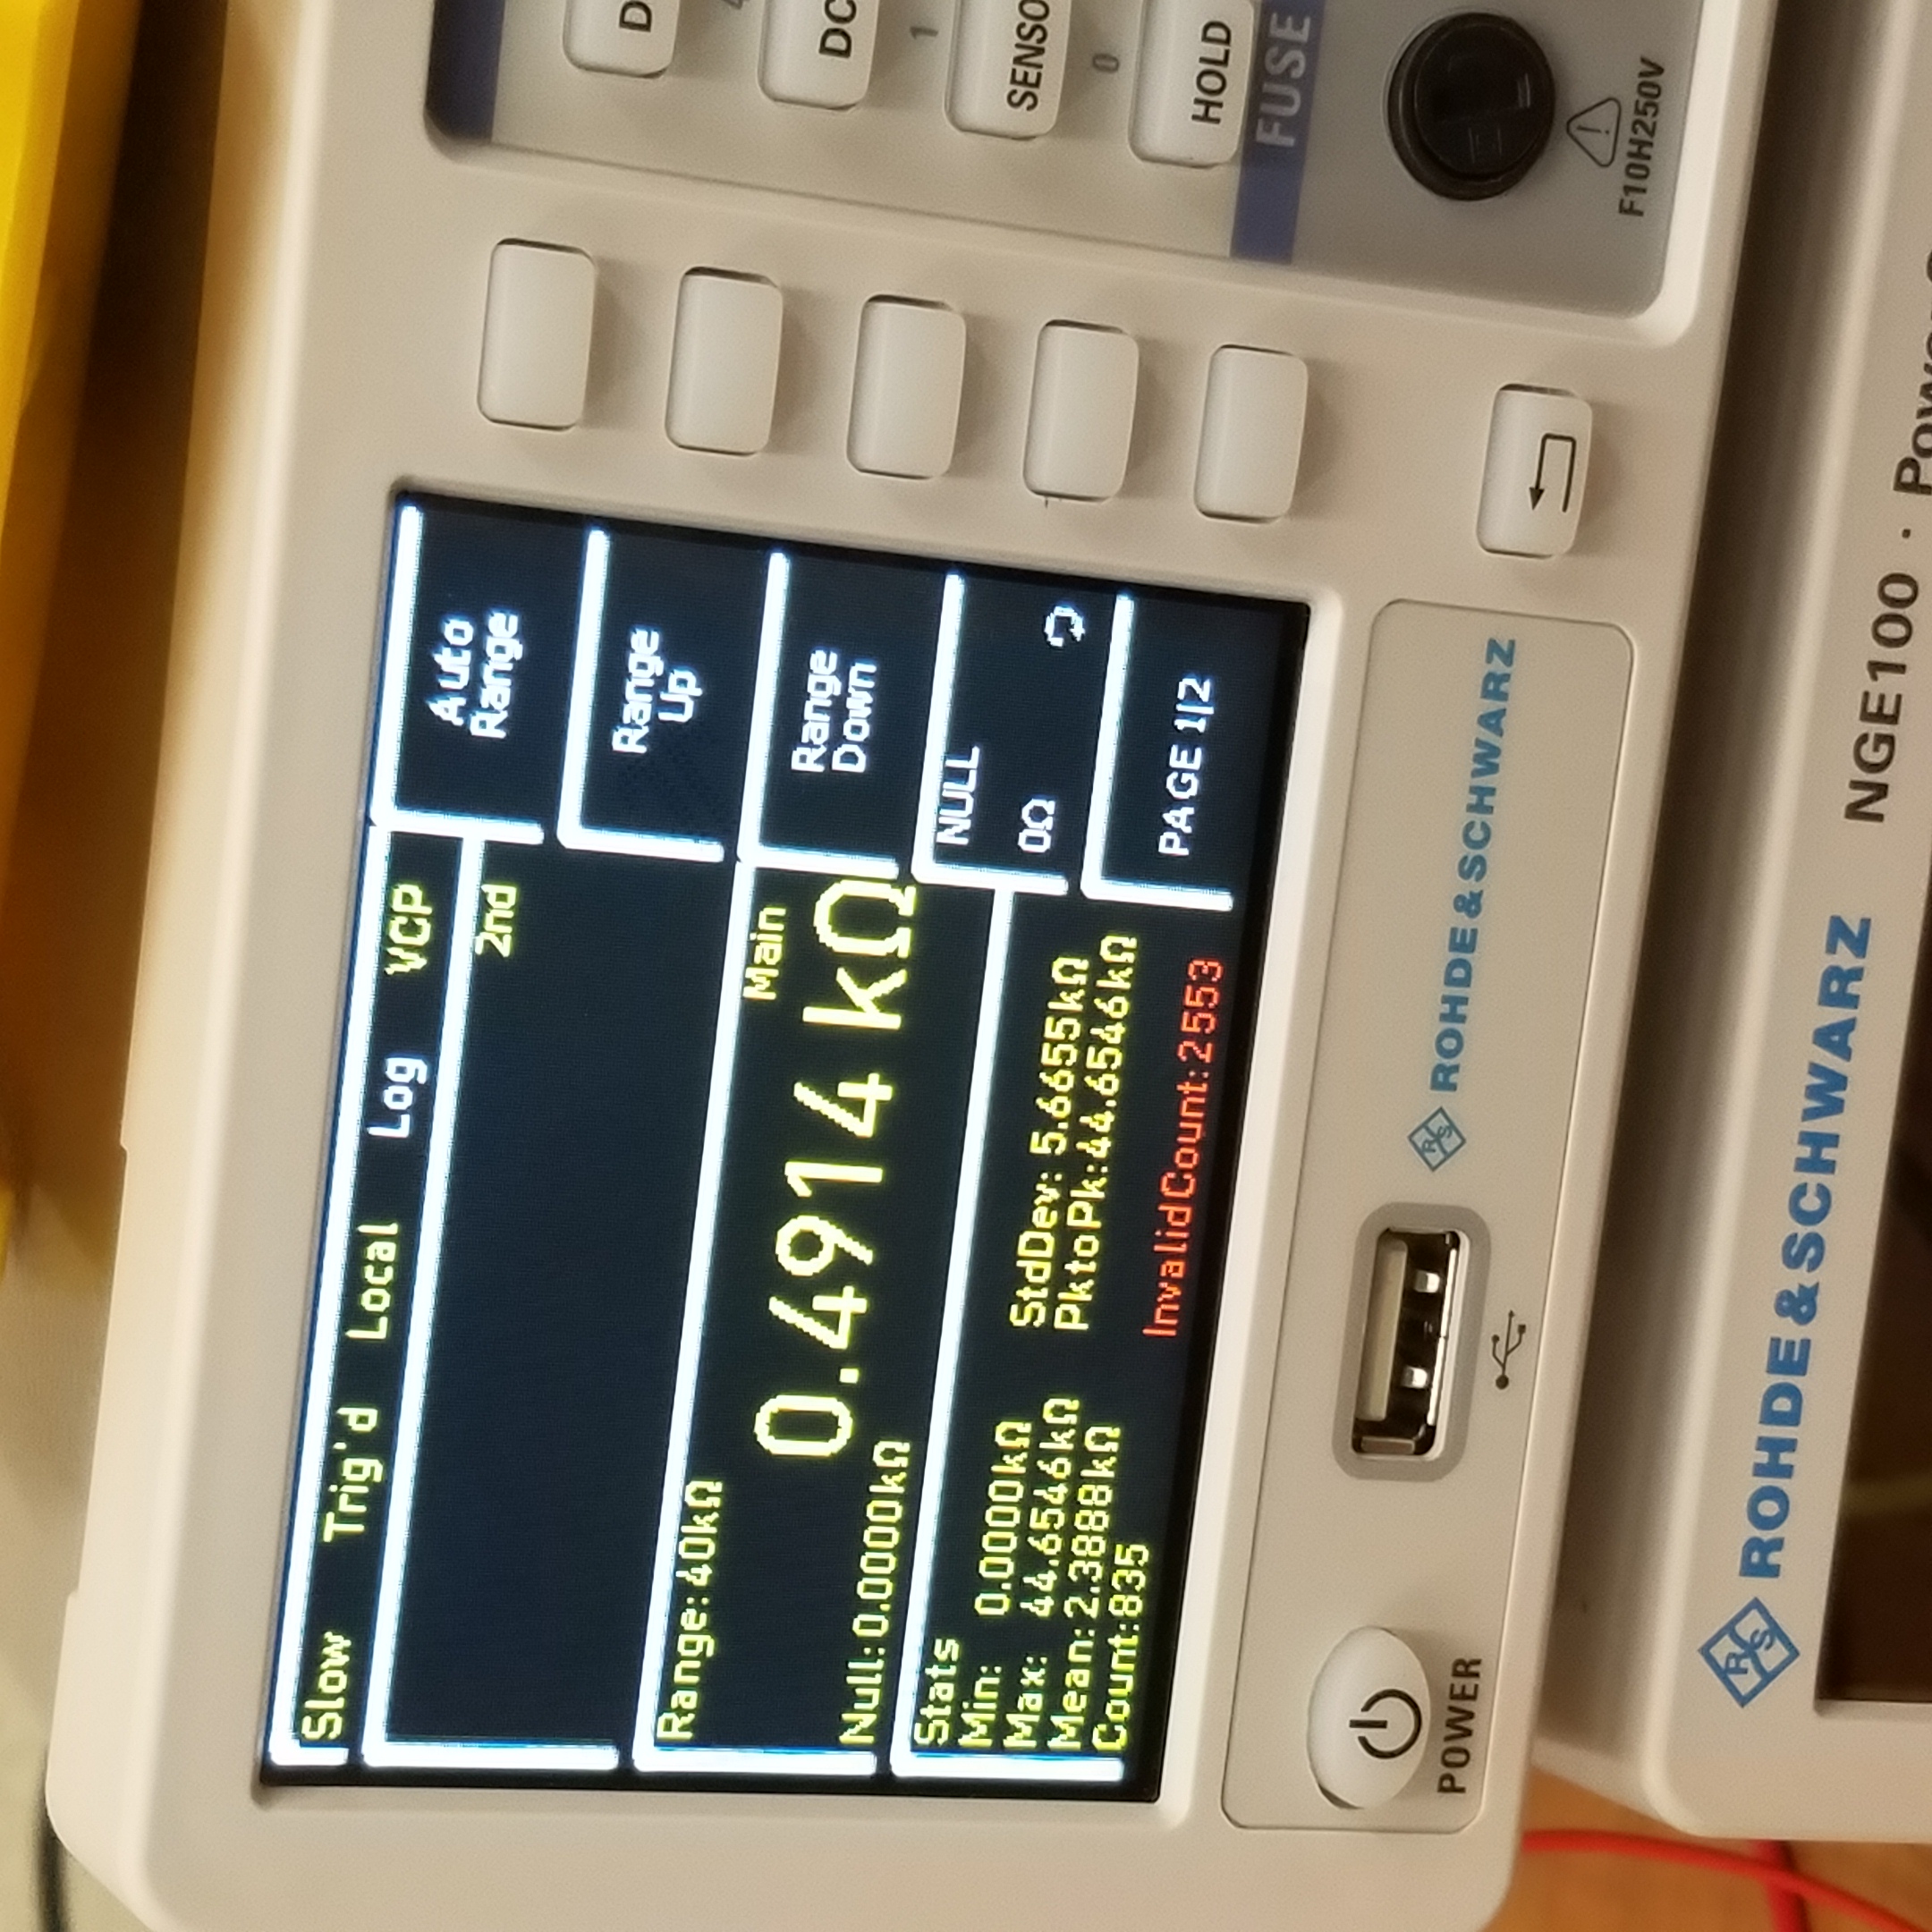 Slow Trig'd Local Log VCP
2nd
Range:40kΩ
Main
0.4914 kΩ
Null:0.0000kΩ
Stats
Min: 0.0000kΩ
Max: 44.6546kΩ
Mean:2.3888kΩ
Count:835
StdDev: 5.6655kΩ
PktoPk:44.6546kΩ
InvalidCount:2553
Auto
Range
Range
Up
Range
Down
NULL
0Ω
PAGE 1|2
DC
1
0
HOLD
FUSE
F10H250V
POWER
R S ROHDE&SCHWARZ
R S ROHDE&SCHWARZ
NGE100 ·